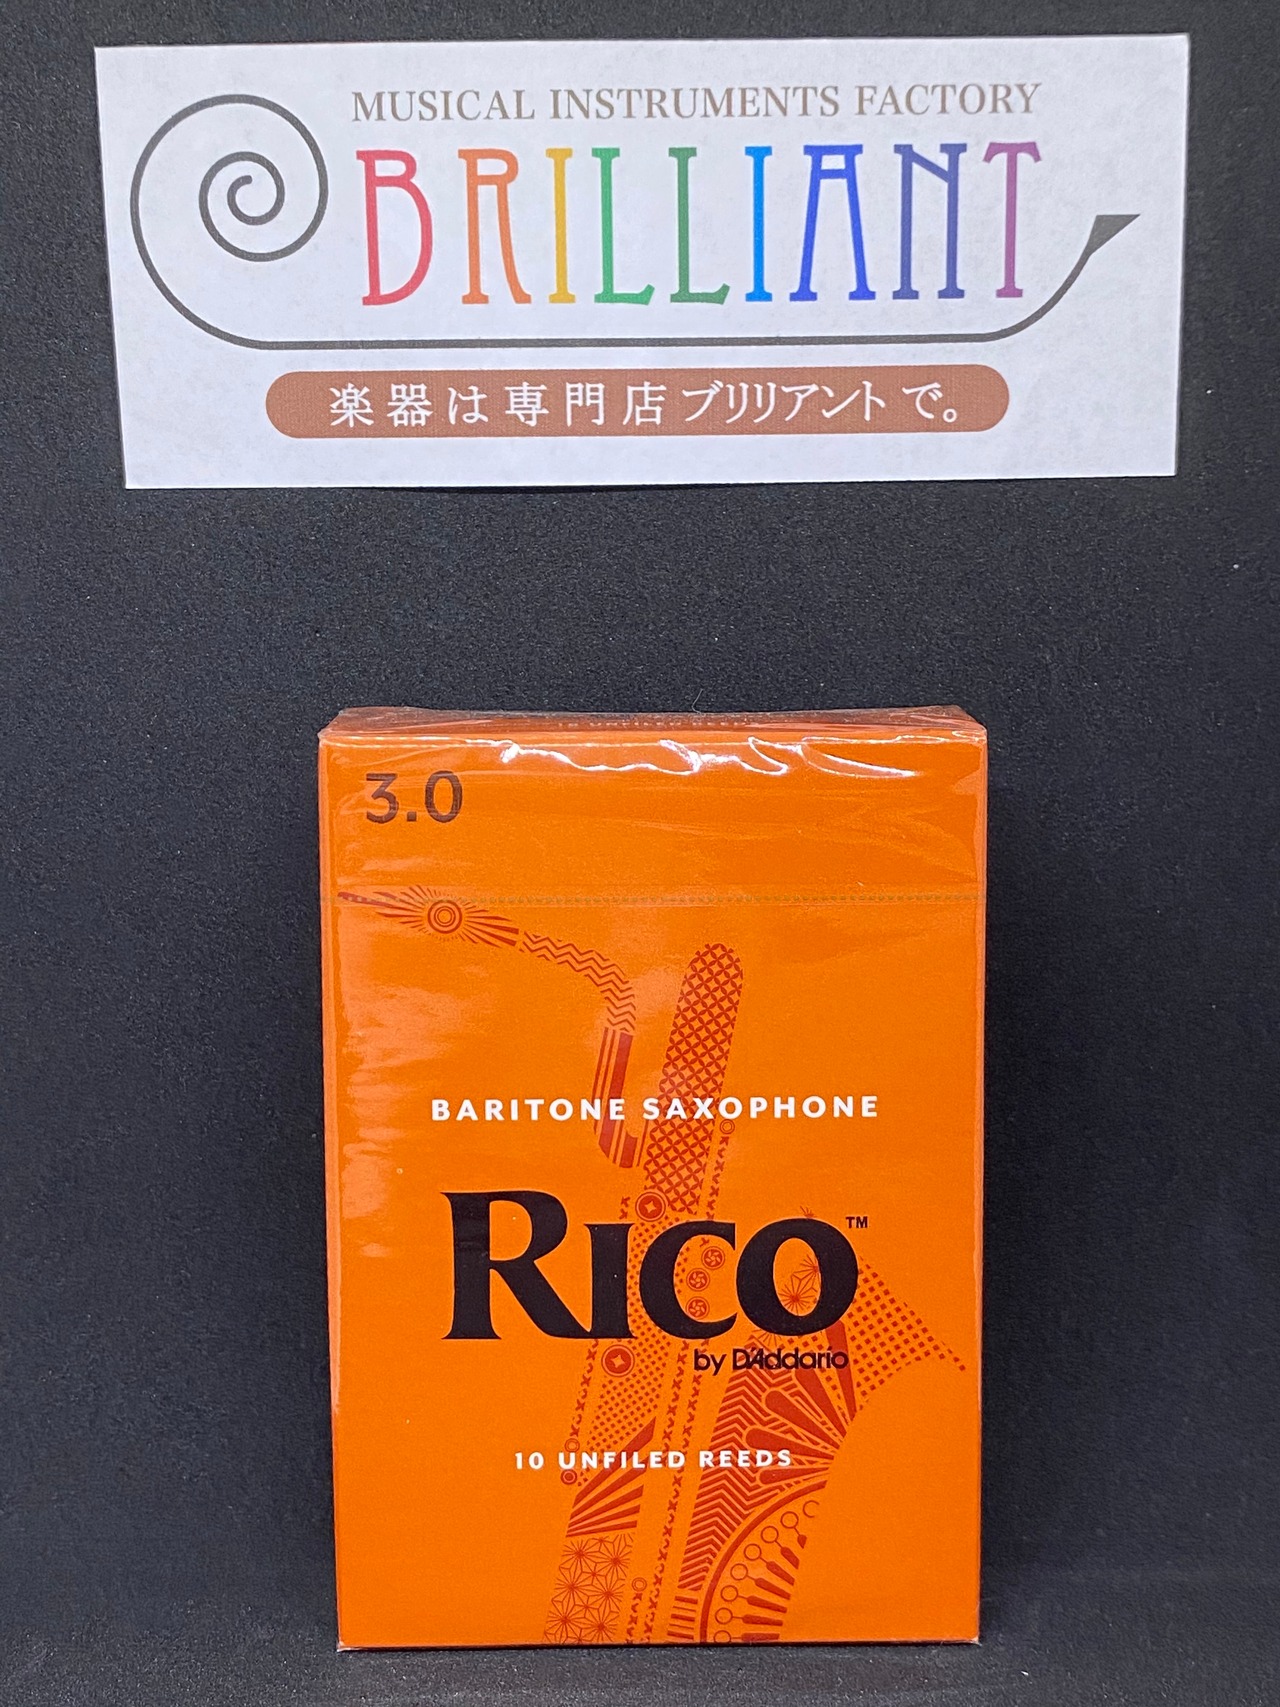 MUSICAL INSTRUMENTS FACTORY
BRILLIANT
楽器は専門店ブリリアントで。
3.0
BARITONE SAXOPHONE
RICO™
by D'Addario
10 UNFILED REEDS